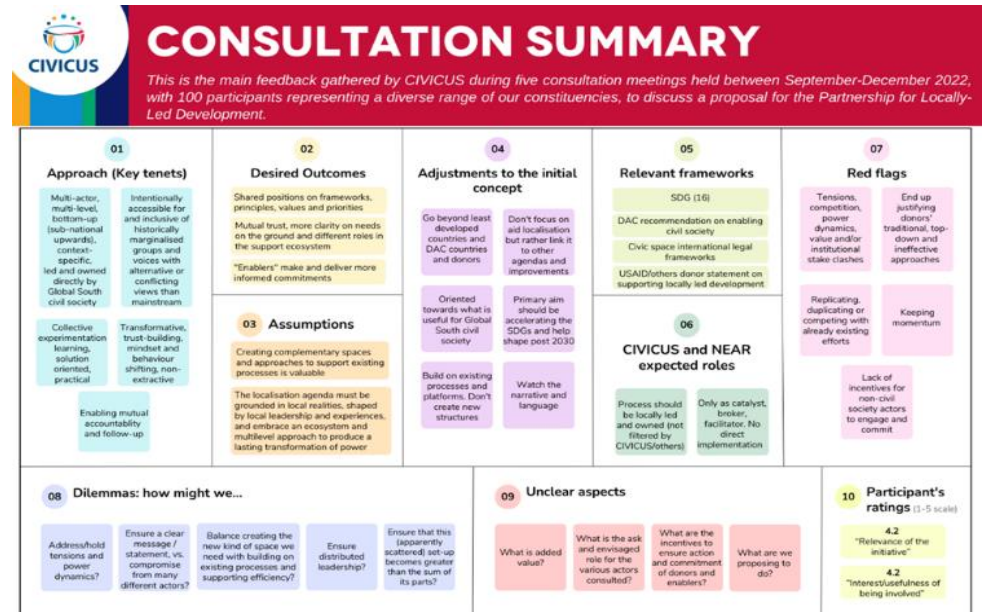 CIVICUS
CONSULTATION SUMMARY
This is the main feedback gathered by CIVICUS during five consultation meetings held between September-December 2022,
with 100 participants representing a diverse range of our constituencies, to discuss a proposal for the Partnership for Locally-
Led Development.
01
Approach (Key tenets)
Multi-actor,
multi-level,
bottom-up
(sub-national
upwards),
context-
specific,
led and owned
directly by
Global South
civil society
Intentionally
accessible for
and inclusive of
historically
marginalised
groups and
voices with
alternative or
conflicting
views than
mainstream
Collective
experimentation
learning,
solution
oriented,
practical
Transformative,
trust-building,
mindset and
behaviour
shifting, non-
extractive
Enabling mutual
accountability
and follow-up
02
Desired Outcomes
Shared positions on frameworks,
principles, values and priorities
Mutual trust, more clarity on needs
on the ground and different roles in
the support ecosystem
"Enablers" make and deliver more
informed commitments
03
Assumptions
Creating complementary spaces
and approaches to support existing
processes is valuable
The localisation agenda must be
grounded in local realities, shaped
by local leadership and experiences,
and embrace an ecosystem and
multilevel approach to produce a
lasting transformation of power
04
Adjustments to the initial
concept
Go beyond least
developed
countries and
DAC countries
and donors
Don't focus on
aid localisation
but rather link it
to other
agendas and
improvements
Oriented
towards what is
useful for Global
South civil
society
Primary aim
should be
accelerating the
SDGs and help
shape post 2030
Build on existing
processes and
platforms. Don't
create new
structures
Watch the
narrative and
language
05
Relevant frameworks
SDG (16)
DAC recommendation on enabling
civil society
Civic space international legal
frameworks
USAID/others donor statement on
supporting locally led development
06
CIVICUS and NEAR
expected roles
Process should
be locally led
and owned (not
filtered by
CIVICUS/others)
Only as catalyst,
broker,
facilitator. No
direct
implementation
07
Red flags
Tensions,
competition,
power
dynamics,
value and/or
institutional
stake clashes
End up
justifying
donors'
traditional, top-
down and
ineffective
approaches
Replicating,
duplicating or
competing with
already existing
efforts
Keeping
momentum
Lack of
incentives for
non-civil
society actors
to engage and
commit
08
Dilemmas: how might we...
Address/hold
tensions and
power
dynamics?
Ensure a clear
message /
statement, vs.
compromise
from many
different actors?
Balance creating the
new kind of space we
need with building on
existing processes and
supporting efficiency?
Ensure
distributed
leadership?
Ensure that this
(apparently
scattered) set-up
becomes greater
than the sum of
its parts?
09
Unclear aspects
What is added
value?
What is the ask
and envisaged
role for the
various actors
consulted?
What are the
incentives to
ensure action
and commitment
of donors and
enablers?
What are we
proposing to
do?
10
Participant's
ratings (1-5 scale)
4.2
"Relevance of the
initiative"
4.2
"Interest/usefulness of
being involved"